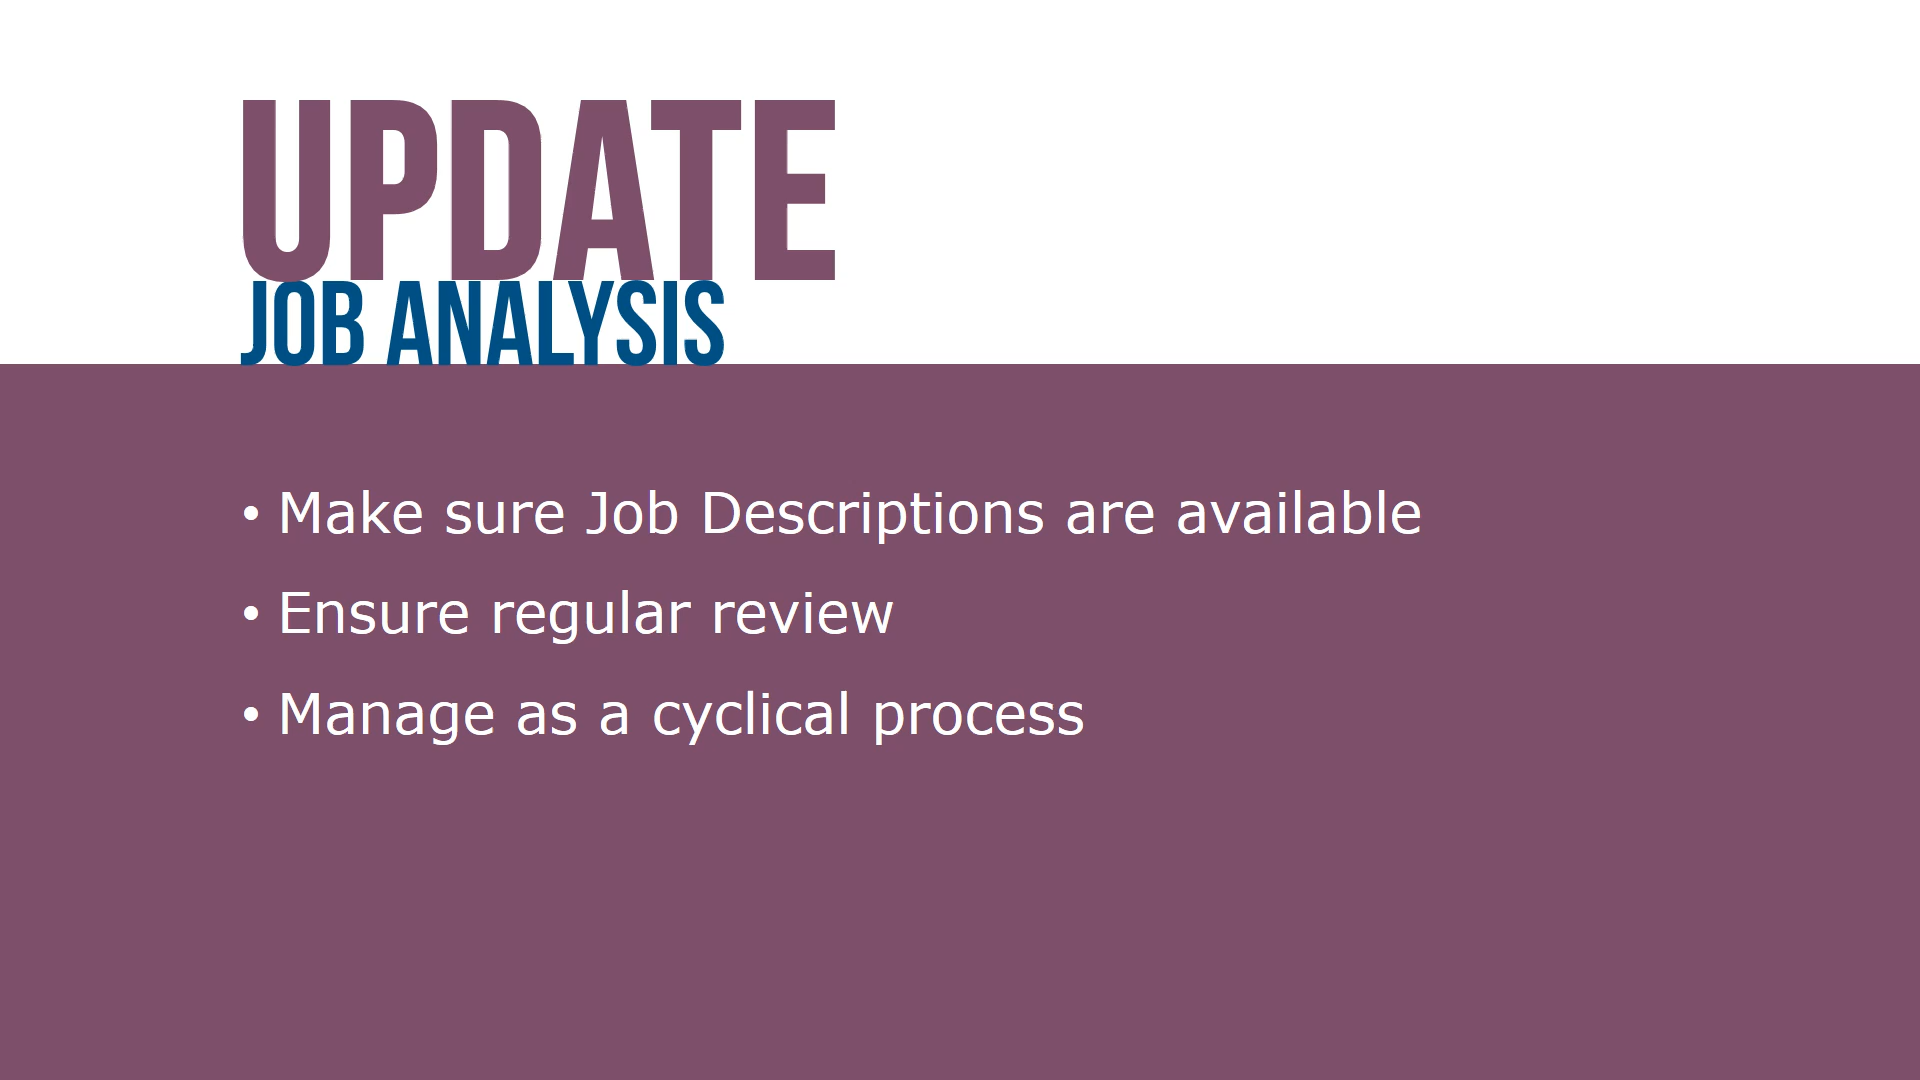 UPDATE
JOB ANALYSIS
• Make sure Job Descriptions are available
• Ensure regular review
• Manage as a cyclical process